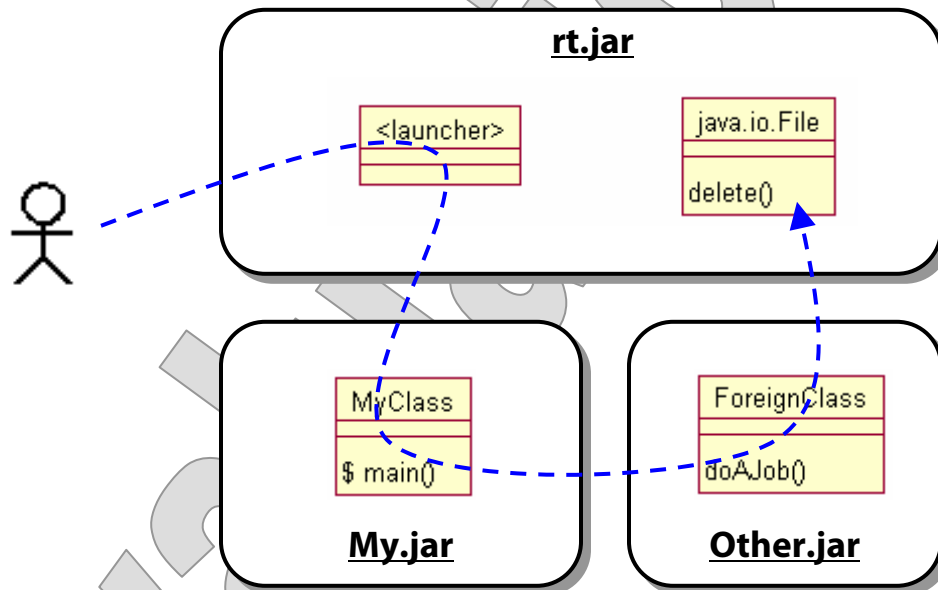 rt.jar
<launcher>
java.io.File
delete()
MyClass
$ main()
ForeignClass
doAJob()
My.jar
Other.jar